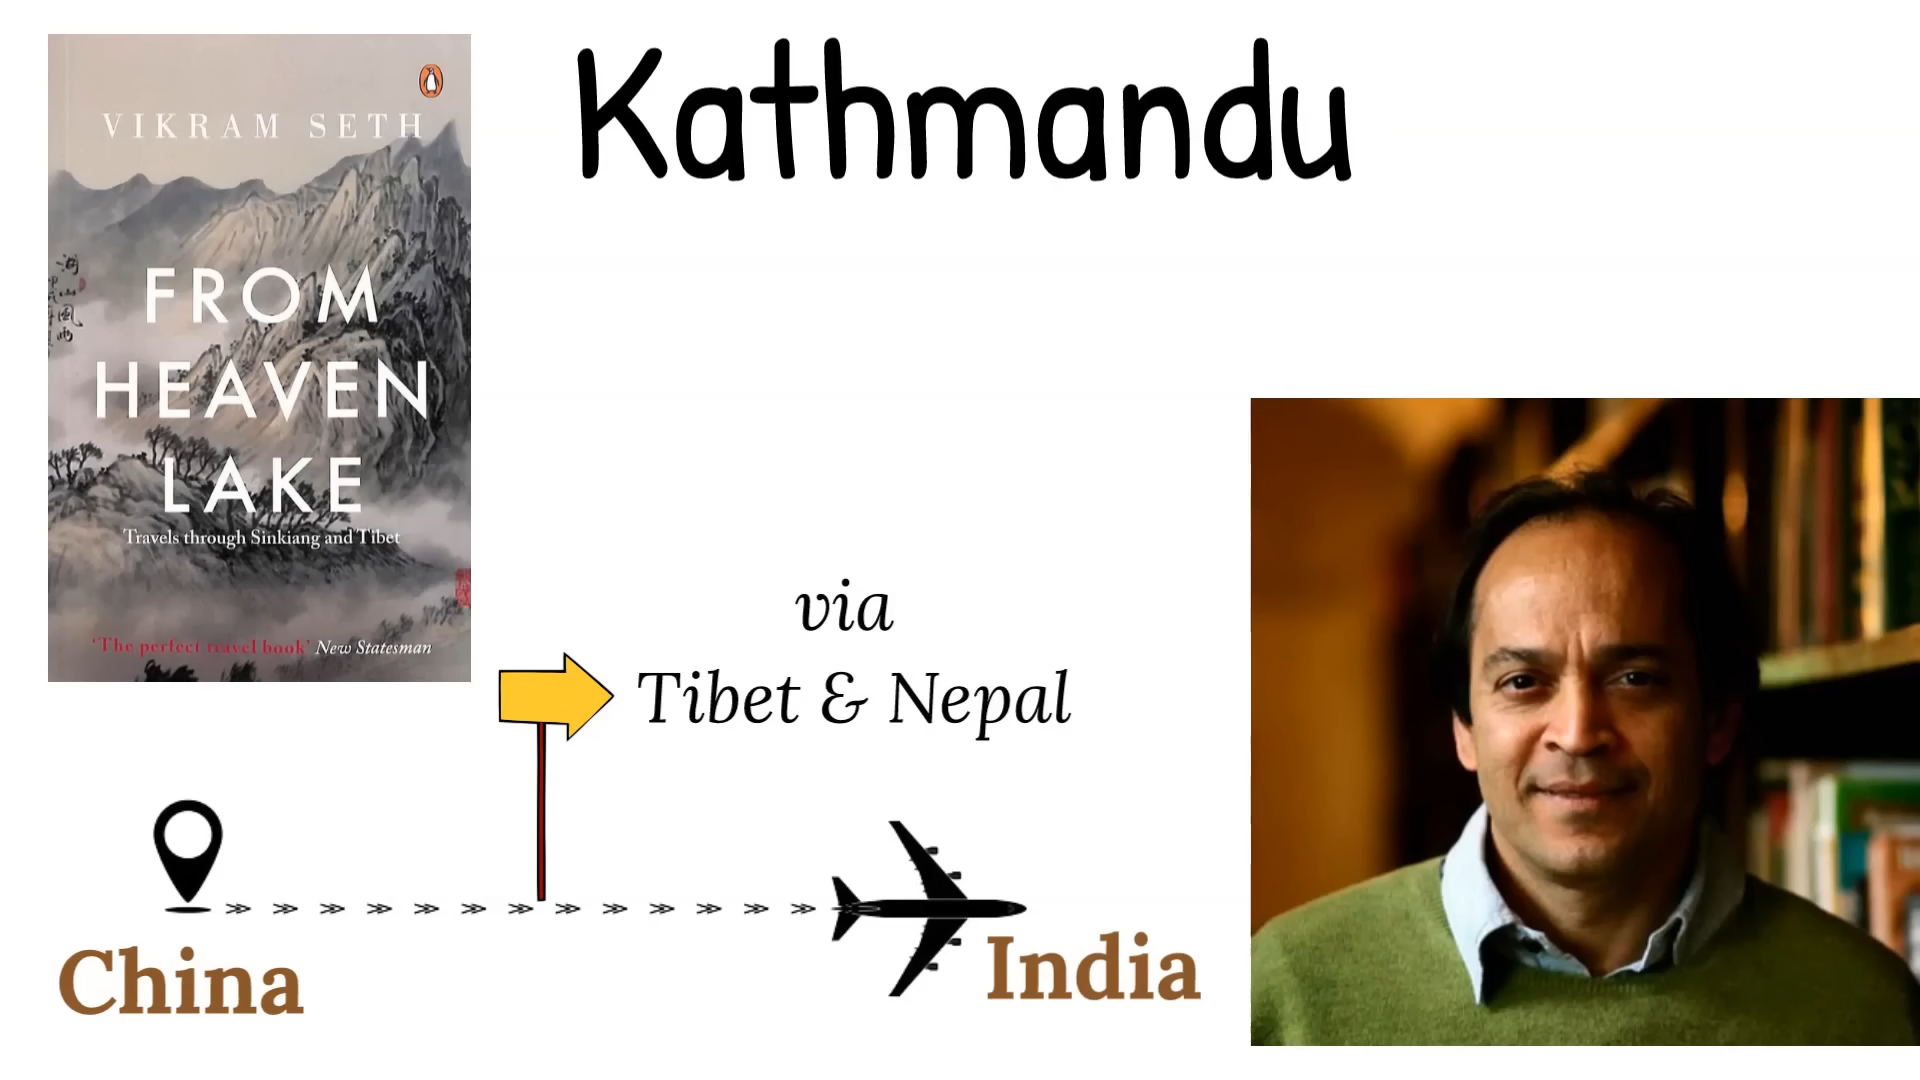 Kathmandu
VIKRAM SETH
FROM
HEAVEN
LAKE
Travels through Sinkiang and Tibet
'The perfect travel book' New Statesman
via
Tibet & Nepal
China
India